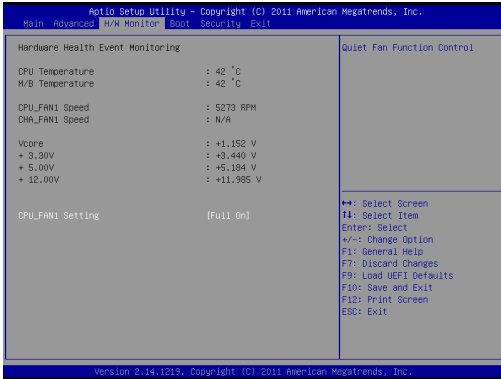 Aptio Setup Utility – Copyright (C) 2011 American Megatrends, Inc.
Main Advanced H/W Monitor Boot Security Exit
Hardware Health Event Monitoring
CPU Temperature : 42 °C
M/B Temperature : 42 °C
CPU_FAN1 Speed : 5273 RPM
CHA_FAN1 Speed : N/A
Vcore : +1.152 V
+ 3.30V : +3.440 V
+ 5.00V : +5.184 V
+ 12.00V : +11.985 V
CPU_FAN1 Setting [Full On]
Quiet Fan Function Control
↔: Select Screen
↑↓: Select Item
Enter: Select
+/-: Change Option
F1: General Help
F7: Discard Changes
F9: Load UEFI Defaults
F10: Save and Exit
F12: Print Screen
ESC: Exit
Version 2.14.1219. Copyright (C) 2011 American Megatrends, Inc.